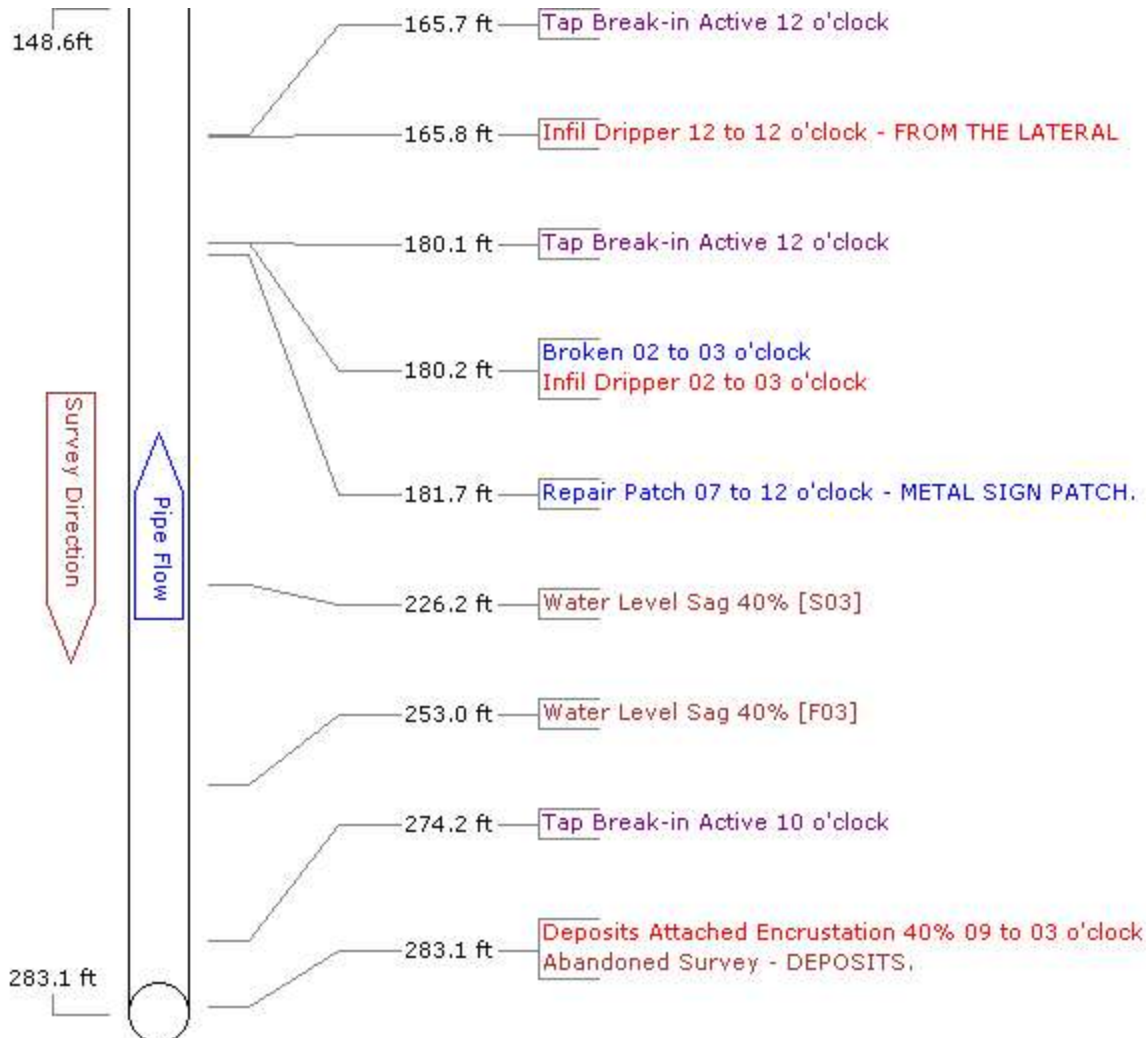 148.6ft
165.7 ft Tap Break-in Active 12 o'clock
165.8 ft Infil Dripper 12 to 12 o'clock - FROM THE LATERAL
180.1 ft Tap Break-in Active 12 o'clock
180.2 ft
Broken 02 to 03 o'clock
Infil Dripper 02 to 03 o'clock
Survey Direction
Pipe Flow
181.7 ft Repair Patch 07 to 12 o'clock - METAL SIGN PATCH.
226.2 ft Water Level Sag 40% [S03]
253.0 ft Water Level Sag 40% [F03]
274.2 ft Tap Break-in Active 10 o'clock
283.1 ft
Deposits Attached Encrustation 40% 09 to 03 o'clock
Abandoned Survey - DEPOSITS.
283.1 ft